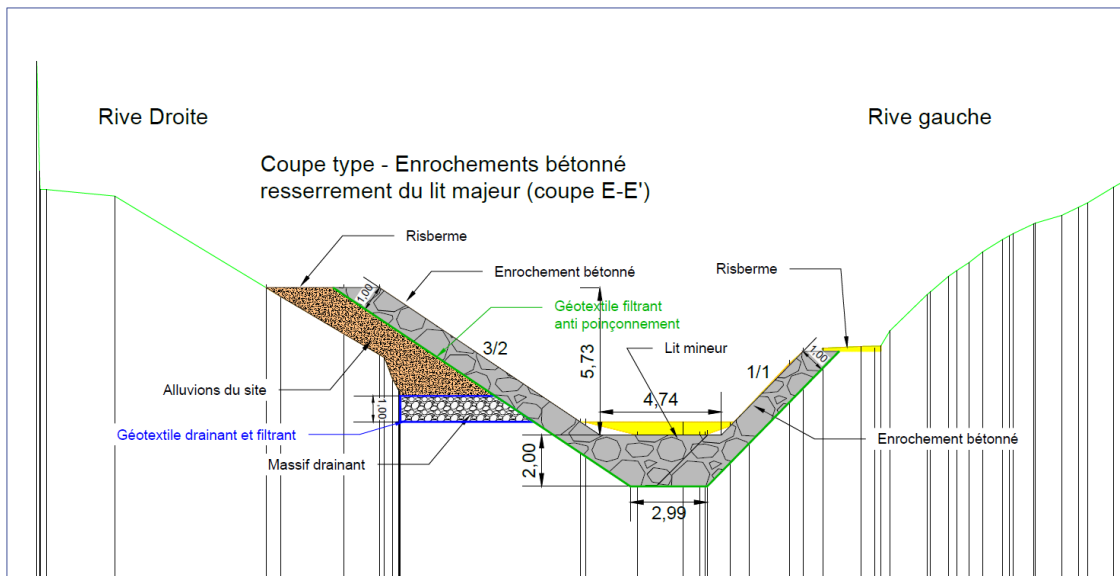 Rive Droite
Rive gauche
Coupe type - Enrochements bétonné
resserrement du lit majeur (coupe E-E')
Risberme
Enrochement bétonné
Risberme
1,00
Géotextile filtrant
anti poinçonnement
3/2
5,73
Lit mineur
1,00
1/1
Alluvions du site
4,74
1,00
Géotextile drainant et filtrant
Enrochement bétonné
Massif drainant
2,00
2,99